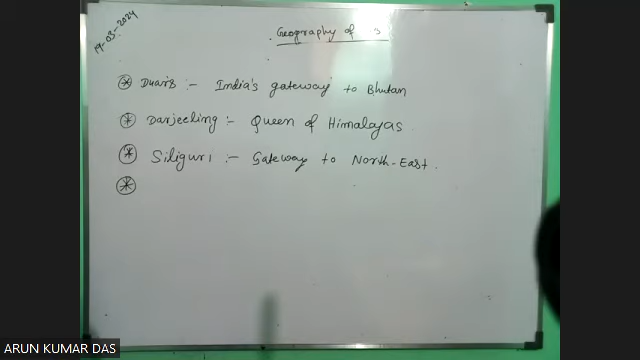 19-03-2024
Geography of
⊛ Duars :- India's gateway to Bhutan
⊛ Darjeeling :- Queen of Himalayas
⊛ Siliguri :- Gateway to North-East.
⊛
ARUN KUMAR DAS